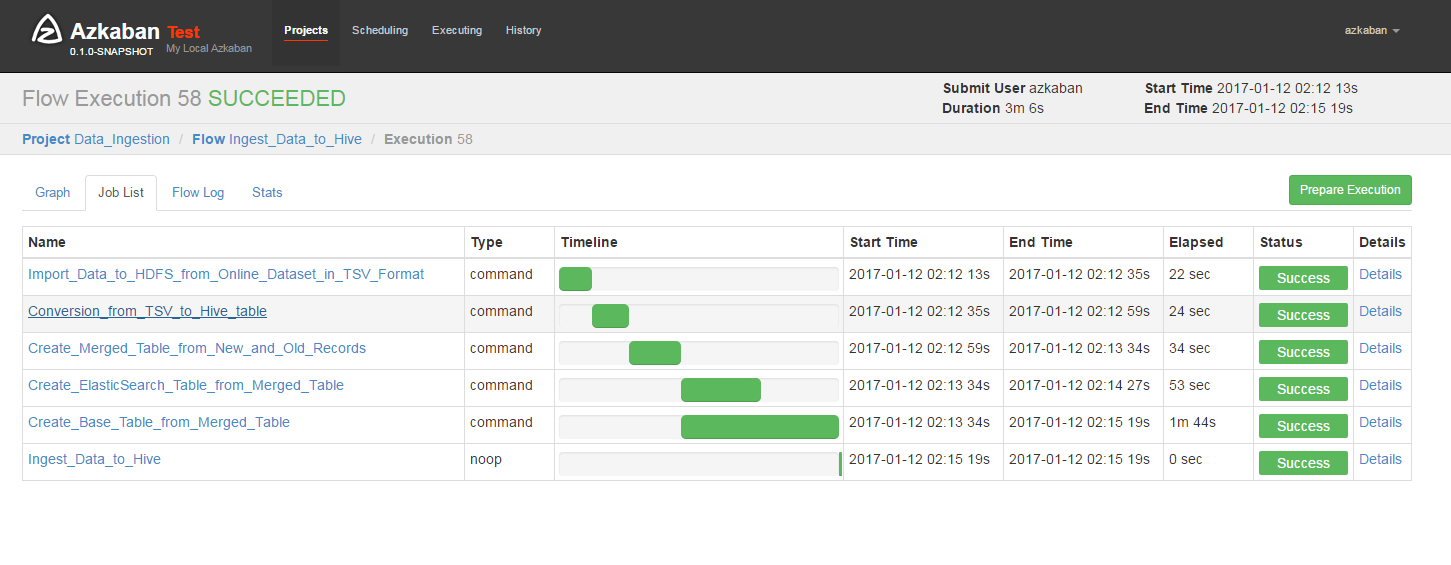 Azkaban Test
0.1.0-SNAPSHOT My Local Azkaban
Projects Scheduling Executing History
azkaban
Flow Execution 58 SUCCEEDED
Submit User azkaban
Duration 3m 6s
Start Time 2017-01-12 02:12 13s
End Time 2017-01-12 02:15 19s
Project Data_Ingestion / Flow Ingest_Data_to_Hive / Execution 58
Graph Job List Flow Log Stats
Prepare Execution
Name Type Timeline Start Time End Time Elapsed Status Details
Import_Data_to_HDFS_from_Online_Dataset_in_TSV_Format command 2017-01-12 02:12 13s 2017-01-12 02:12 35s 22 sec Success Details
Conversion_from_TSV_to_Hive_table command 2017-01-12 02:12 35s 2017-01-12 02:12 59s 24 sec Success Details
Create_Merged_Table_from_New_and_Old_Records command 2017-01-12 02:12 59s 2017-01-12 02:13 34s 34 sec Success Details
Create_ElasticSearch_Table_from_Merged_Table command 2017-01-12 02:13 34s 2017-01-12 02:14 27s 53 sec Success Details
Create_Base_Table_from_Merged_Table command 2017-01-12 02:13 34s 2017-01-12 02:15 19s 1m 44s Success Details
Ingest_Data_to_Hive noop 2017-01-12 02:15 19s 2017-01-12 02:15 19s 0 sec Success Details